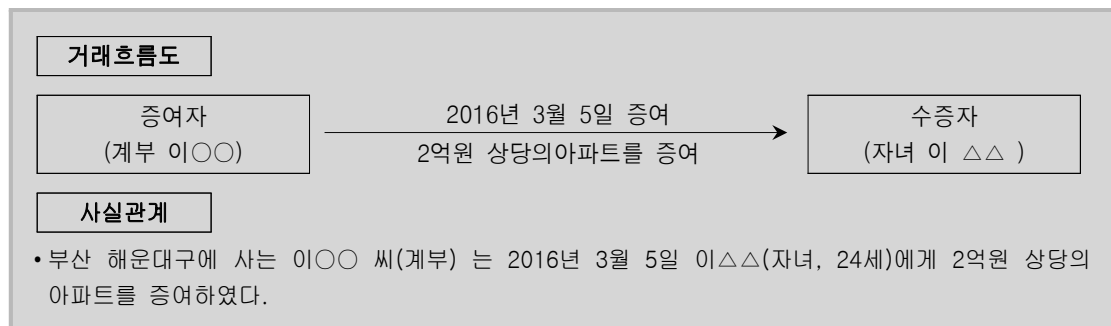 거래흐름도
증여자
(계부 이○○)
2016년 3월 5일 증여
2억원 상당의아파트를 증여
수증자
(자녀 이 △△ )
사실관계
• 부산 해운대구에 사는 이○○ 씨(계부) 는 2016년 3월 5일 이△△(자녀, 24세)에게 2억원 상당의
아파트를 증여하였다.